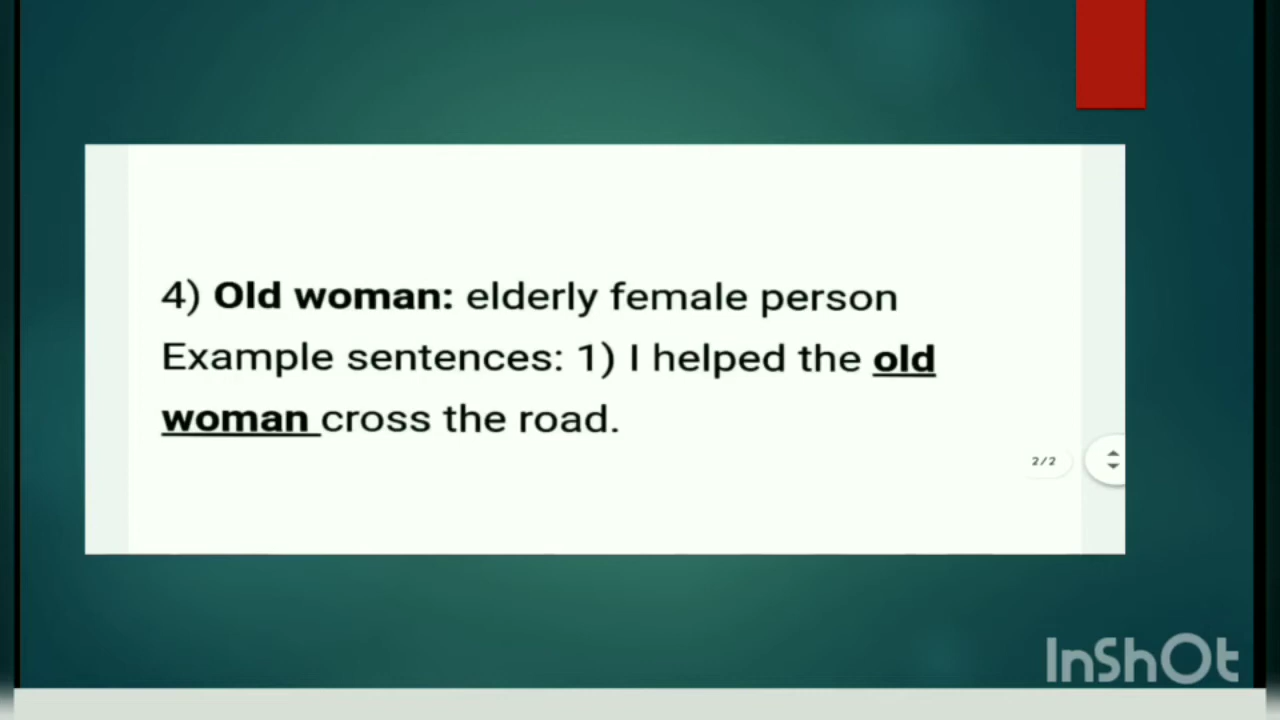 4) Old woman: elderly female person
Example sentences: 1) I helped the old
woman cross the road.
2/2
InShOt